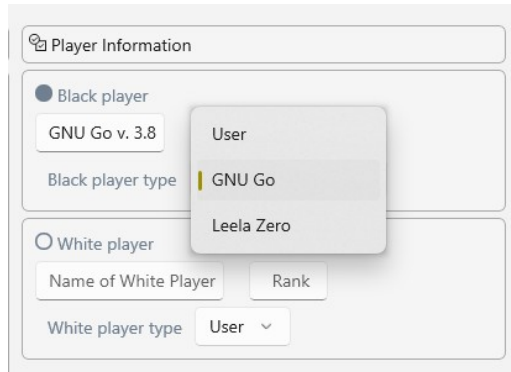 Player Information
Black player
GNU Go v. 3.8
User
Black player type
GNU Go
Leela Zero
White player
Name of White Player Rank
White player type User